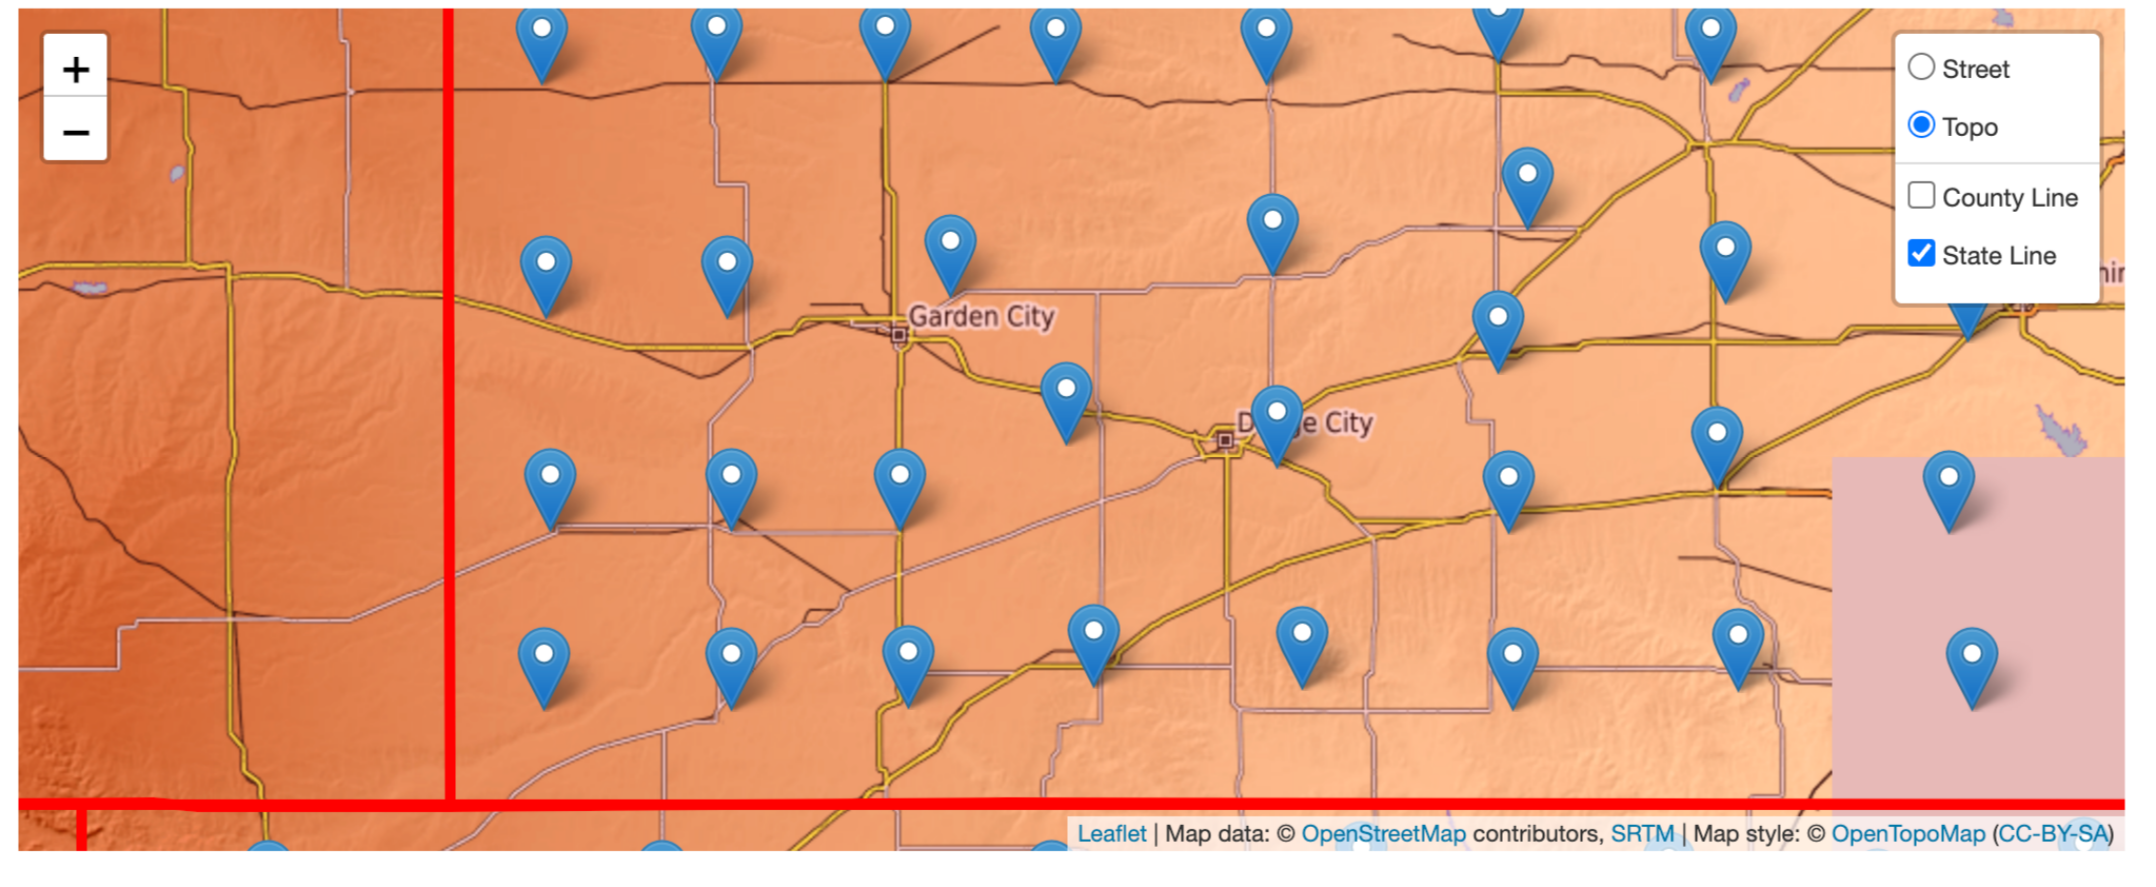 +
−
Street
Topo
County Line
State Line
Garden City
Leaflet | Map data: © OpenStreetMap contributors, SRTM | Map style: © OpenTopoMap (CC-BY-SA)